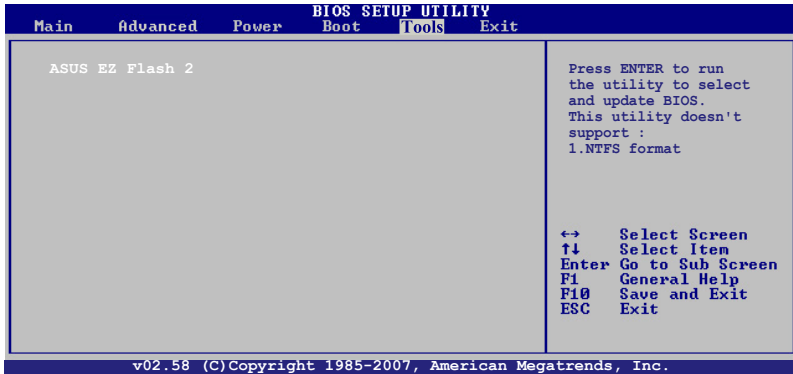 BIOS SETUP UTILITY
Main Advanced Power Boot Tools Exit
ASUS EZ Flash 2
Press ENTER to run
the utility to select
and update BIOS.
This utility doesn't
support :
1.NTFS format
←→ Select Screen
↑↓ Select Item
Enter Go to Sub Screen
F1 General Help
F10 Save and Exit
ESC Exit
v02.58 (C)Copyright 1985-2007, American Megatrends, Inc.